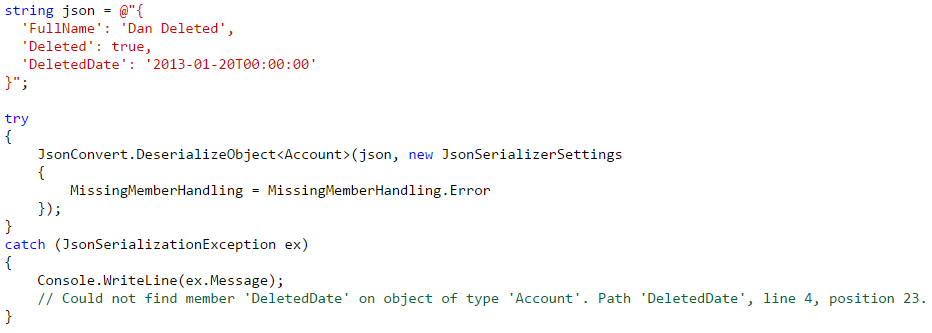 string json = @"{
  'FullName': 'Dan Deleted',
  'Deleted': true,
  'DeletedDate': '2013-01-20T00:00:00'
}";

try
{
    JsonConvert.DeserializeObject<Account>(json, new JsonSerializerSettings
    {
        MissingMemberHandling = MissingMemberHandling.Error
    });
}
catch (JsonSerializationException ex)
{
    Console.WriteLine(ex.Message);
    // Could not find member 'DeletedDate' on object of type 'Account'. Path 'DeletedDate', line 4, position 23.
}